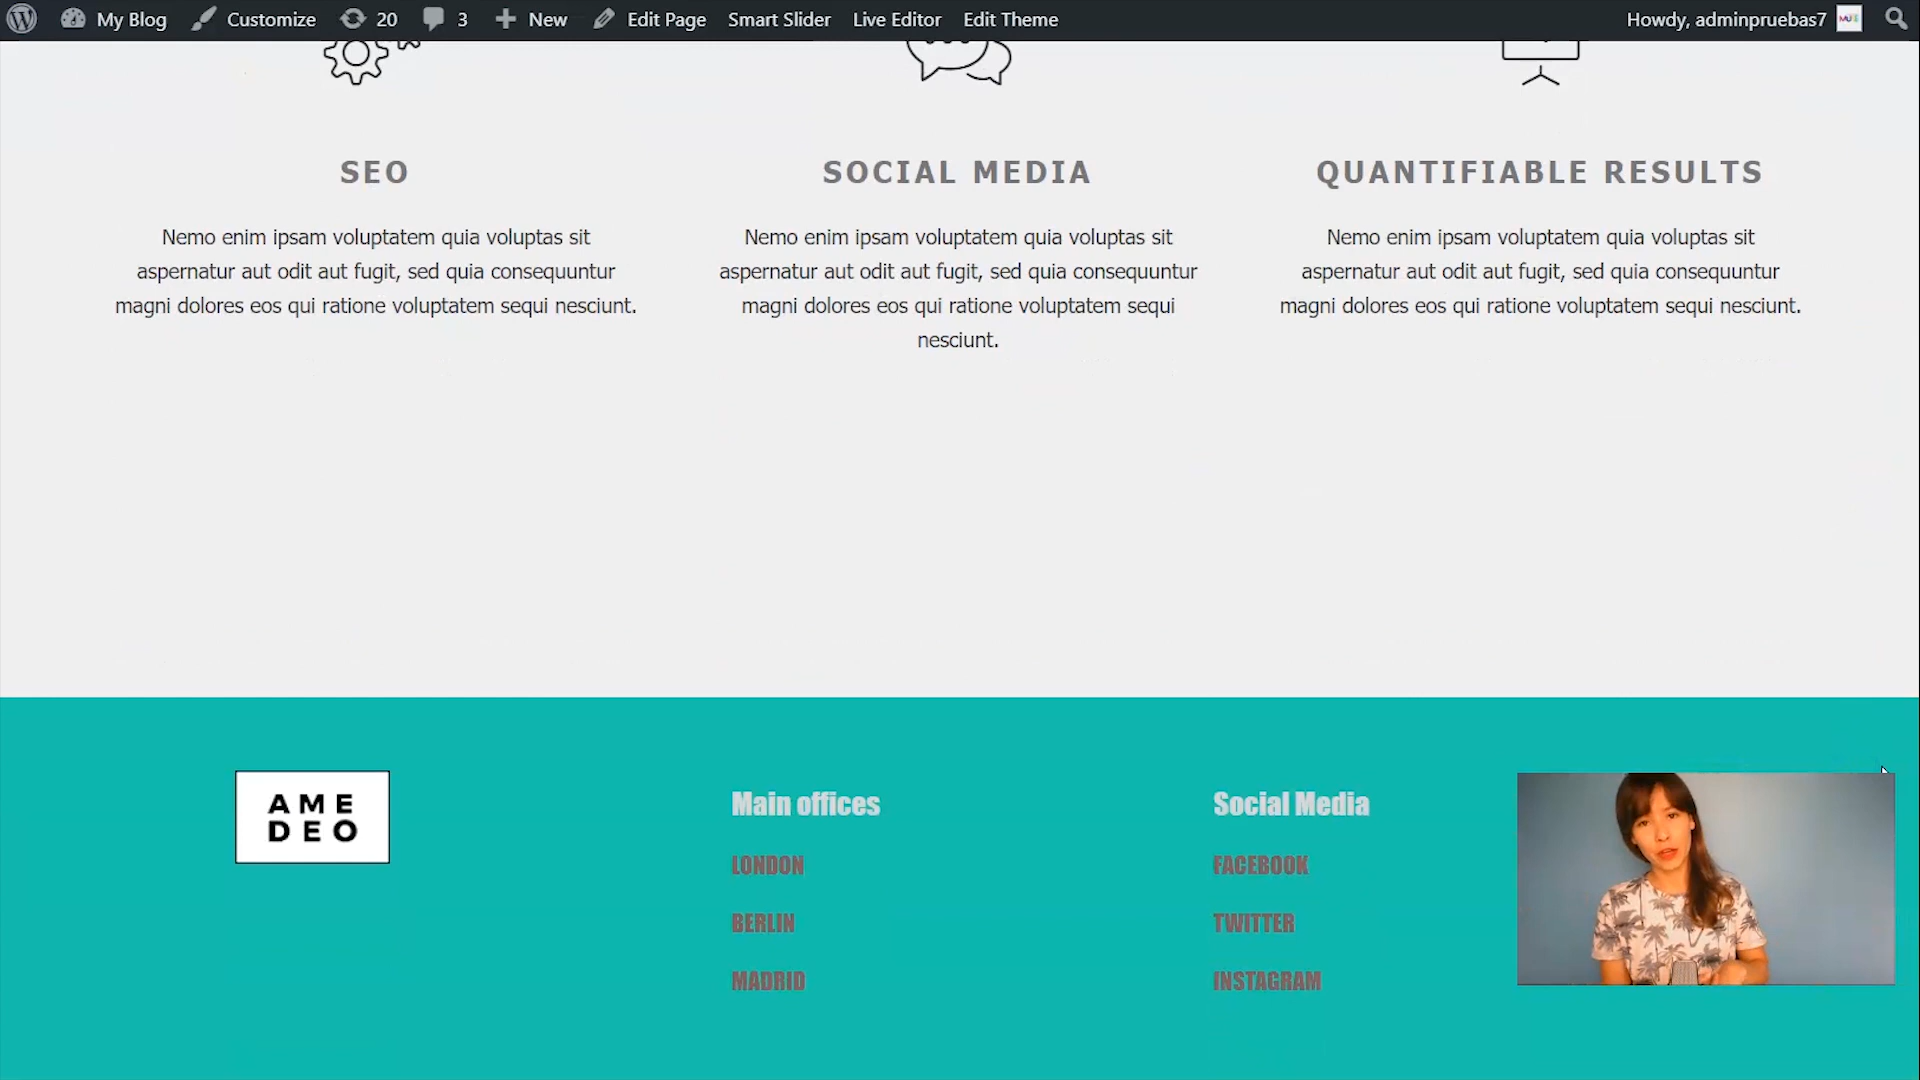 My Blog Customize 20 3 New Edit Page Smart Slider Live Editor Edit Theme Howdy, adminpruebas7
SEO
Nemo enim ipsam voluptatem quia voluptas sit
aspernatur aut odit aut fugit, sed quia consequuntur
magni dolores eos qui ratione voluptatem sequi nesciunt.
SOCIAL MEDIA
Nemo enim ipsam voluptatem quia voluptas sit
aspernatur aut odit aut fugit, sed quia consequuntur
magni dolores eos qui ratione voluptatem sequi
nesciunt.
QUANTIFIABLE RESULTS
Nemo enim ipsam voluptatem quia voluptas sit
aspernatur aut odit aut fugit, sed quia consequuntur
magni dolores eos qui ratione voluptatem sequi nesciunt.
AME
DEO
Main offices
LONDON
BERLIN
MADRID
Social Media
FACEBOOK
TWITTER
INSTAGRAM